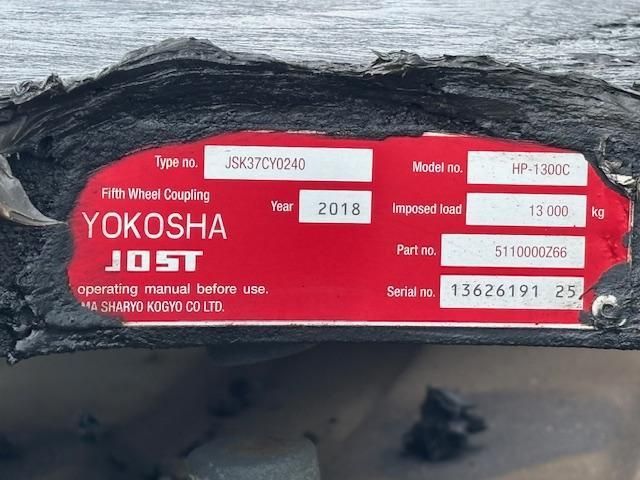 Type no. JSK37CY0240
Model no. HP-1300C
Fifth Wheel Coupling
Year 2018
Imposed load 13 000 kg
YOKOSHA
JOST
Part no. 5110000Z66
operating manual before use.
Serial no. 13626191 25
MA SHARYO KOGYO CO LTD.